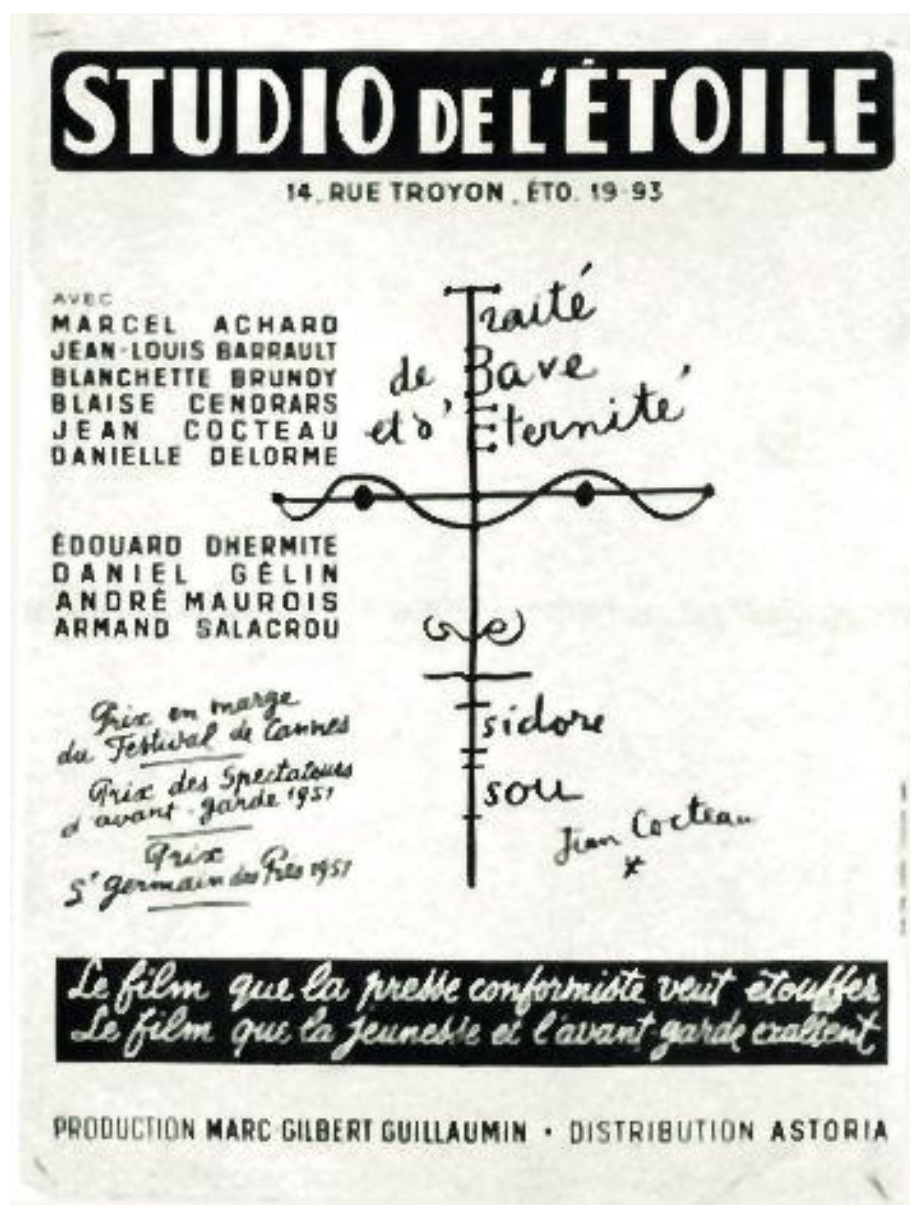 STUDIO DE L'ÉTOILE
14, RUE TROYON, ÉTO. 19-93
AVEC
MARCEL ACHARD
JEAN-LOUIS BARRAULT
BLANCHETTE BRUNOY
BLAISE CENDRARS
JEAN COCTEAU
DANIELLE DELORME
ÉDOUARD DHERMITE
DANIEL GÉLIN
ANDRÉ MAUROIS
ARMAND SALACROU
Traité
de Bave
et d'Éternité
de
Isidore
Isou
Jean Cocteau
*
Prix en marge
du Festival de Cannes
Prix des Spectateurs
d'avant-garde 1951
Prix
St germain des Prés 1951
Le film que la presse conformiste veut étouffer
Le film que la jeunesse et l'avant garde exaltent
PRODUCTION MARC GILBERT GUILLAUMIN • DISTRIBUTION ASTORIA